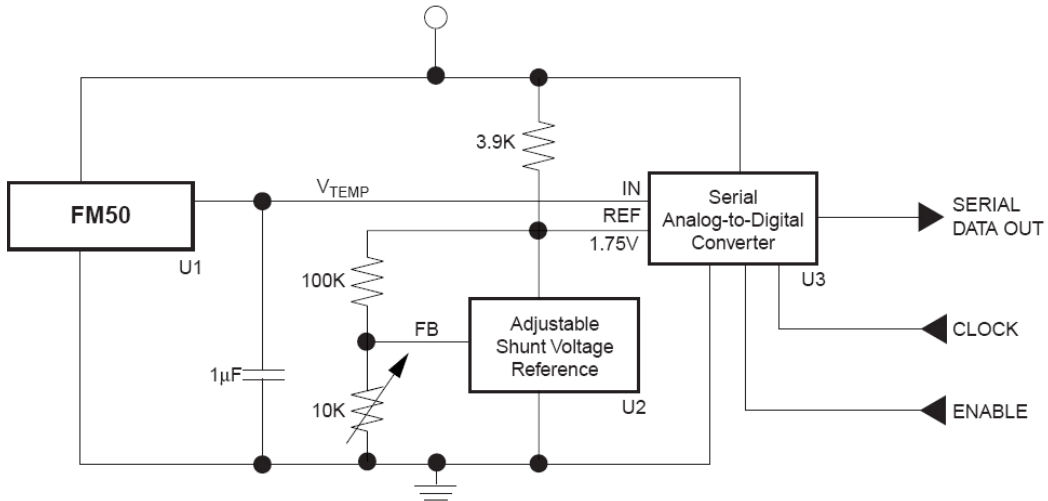 3.9K
V_TEMP
IN
FM50
REF
1.75V
Serial
Analog-to-Digital
Converter
SERIAL
DATA OUT
U1
U3
100K
FB
Adjustable
Shunt Voltage
Reference
CLOCK
1μF
10K
U2
ENABLE